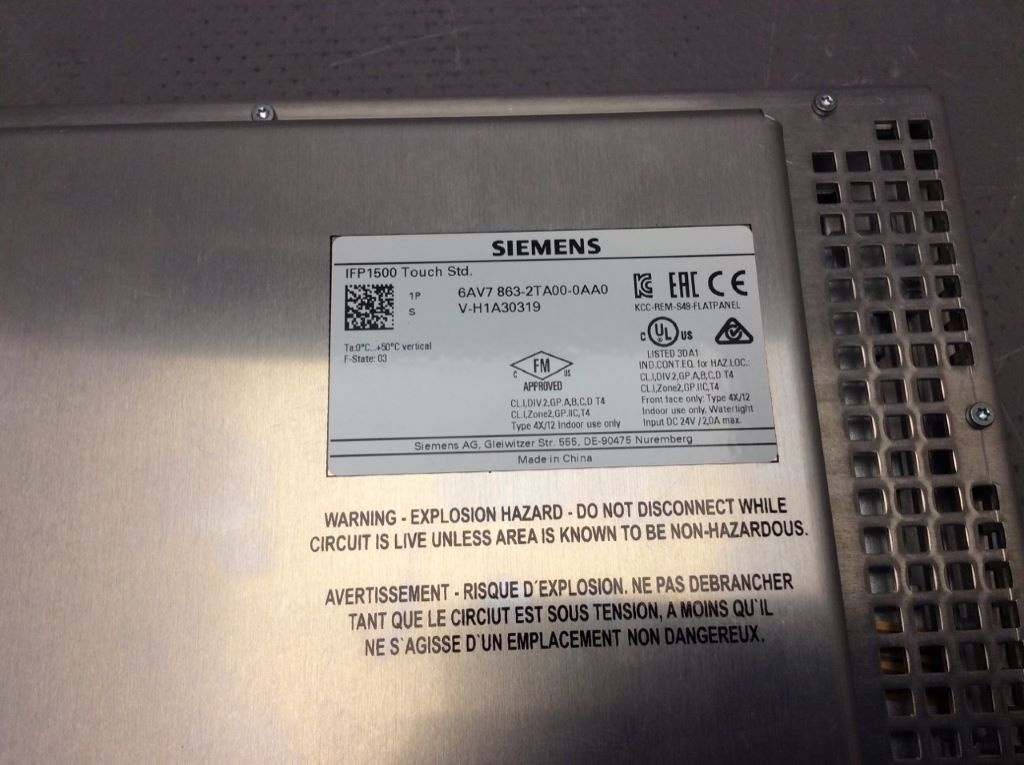 SIEMENS
IFP1500 Touch Std.
1P 6AV7 863-2TA00-0AA0
S V-H1A30319
EAC CE
KCC-REM-S49-FLATPANEL
Ta:0°C...+50°C vertical
F-State: 03
C FM US
APPROVED
CL.I,DIV.2,GP.A,B,C,D T4
CL.I,Zone2,GP.IIC,T4
Type 4X/12 Indoor use only
C UL US
LISTED 3DA1
IND.CONT.EQ. for HAZ.LOC.:
CL.I,DIV.2,GP.A,B,C,D T4
CL.I,Zone2,GP.IIC,T4
Front face only: Type 4X/12
Indoor use only, Watertight
Input DC 24V / 2,0A max.
Siemens AG, Gleiwitzer Str. 555, DE-90475 Nuremberg
Made in China
WARNING - EXPLOSION HAZARD - DO NOT DISCONNECT WHILE
CIRCUIT IS LIVE UNLESS AREA IS KNOWN TO BE NON-HAZARDOUS.
AVERTISSEMENT - RISQUE D´EXPLOSION. NE PAS DEBRANCHER
TANT QUE LE CIRCIUT EST SOUS TENSION, A MOINS QU`IL
NE S`AGISSE D`UN EMPLACEMENT NON DANGEREUX.